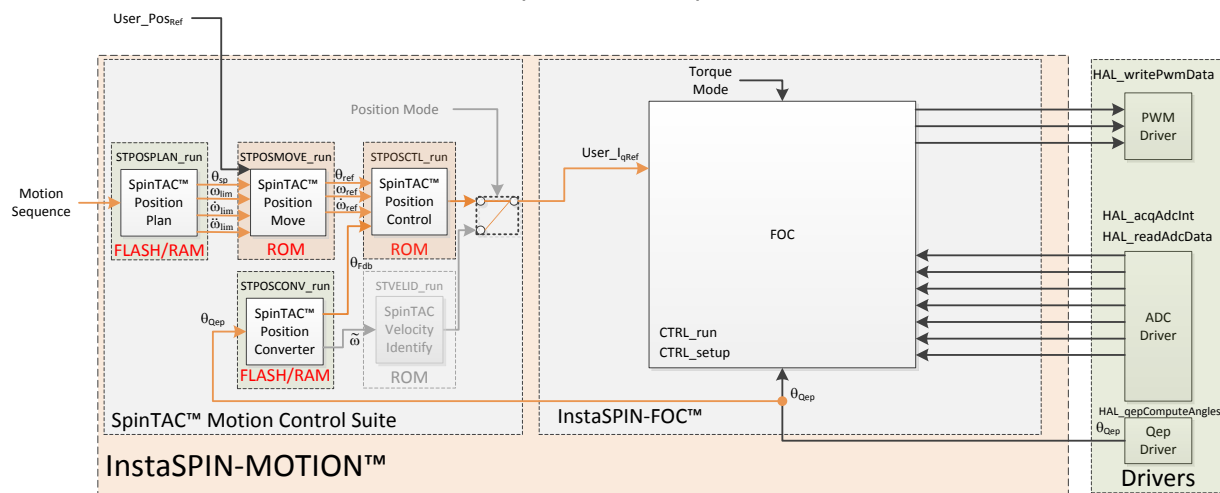 User_PosRef
Torque
Mode
HAL_writePwmData
PWM
Driver
Position Mode
STPOSPLAN_run
STPOSMOVE_run
STPOSCTL_run
User_IqRef
Motion
Sequence
SpinTAC™
Position
Plan
θsp
ωlim
ω̇lim
ω̈lim
SpinTAC™
Position
Move
θref
ωref
ω̇ref
SpinTAC™
Position
Control
FLASH/RAM
ROM
ROM
FOC
HAL_acqAdcInt
HAL_readAdcData
ADC
Driver
θFdb
STPOSCONV_run
STVELID_run
θQep
SpinTAC™
Position
Converter
ω̃
SpinTAC
Velocity
Identify
FLASH/RAM
ROM
CTRL_run
CTRL_setup
θQep
SpinTAC™ Motion Control Suite
InstaSPIN-FOC™
HAL_qepComputeAngles
θQep
Qep
Driver
InstaSPIN-MOTION™
Drivers